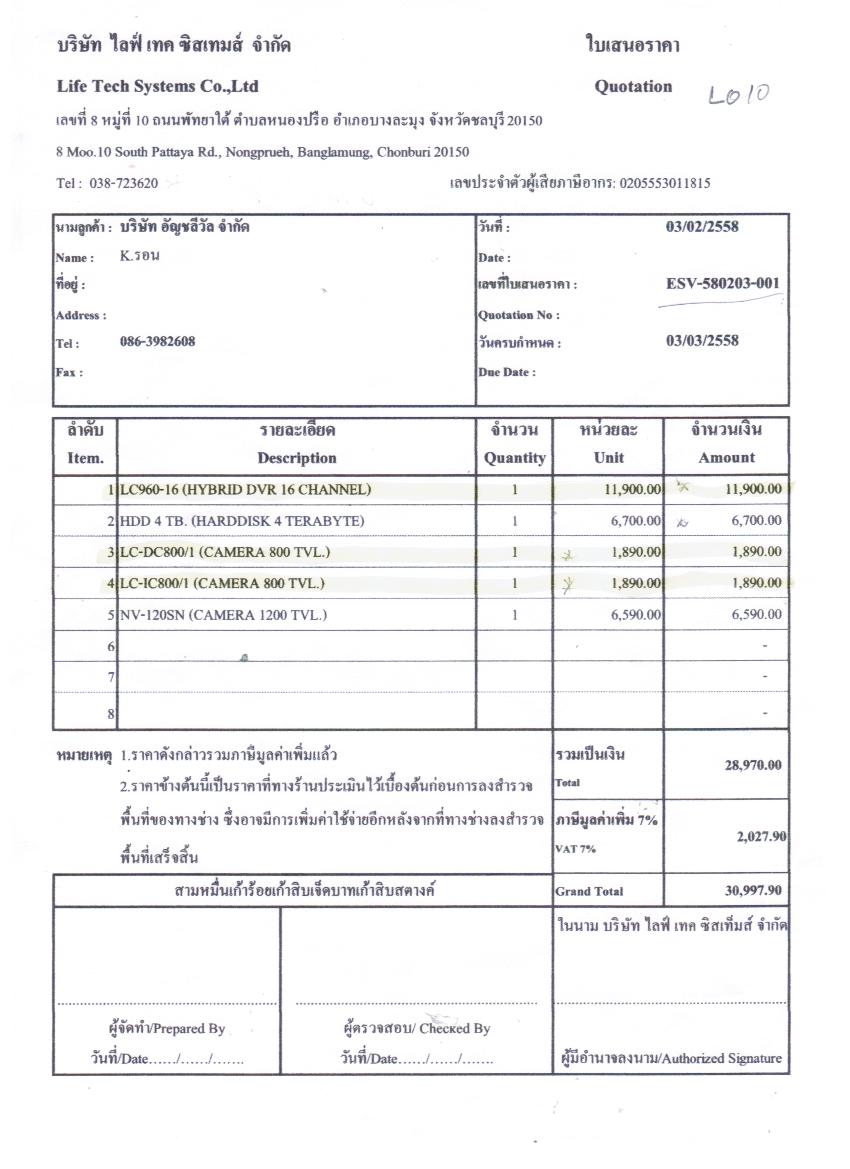 บริษัท ไลฟ์ เทค ซิสเทมส์ จำกัด ใบเสนอราคา
Life Tech Systems Co.,Ltd Quotation LO10
เลขที่ 8 หมู่ที่ 10 ถนนพัทยาใต้ ตำบลหนองปรือ อำเภอบางละมุง จังหวัดชลบุรี 20150
8 Moo.10 South Pattaya Rd., Nongprueh, Banglamung, Chonburi 20150
Tel : 038-723620 เลขประจำตัวผู้เสียภาษีอากร: 0205553011815
นามลูกค้า : บริษัท อัญชลีวัล จำกัด วันที่ : 03/02/2558
Name : K.รอน Date :
ที่อยู่ : เลขที่ใบเสนอราคา : ESV-580203-001
Address : Quotation No :
Tel : 086-3982608 วันครบกำหนด : 03/03/2558
Fax : Due Date :
ลำดับ รายละเอียด จำนวน หน่วยละ จำนวนเงิน
Item. Description Quantity Unit Amount
1 LC960-16 (HYBRID DVR 16 CHANNEL) 1 11,900.00 11,900.00
2 HDD 4 TB. (HARDDISK 4 TERABYTE) 1 6,700.00 6,700.00
3 LC-DC800/1 (CAMERA 800 TVL.) 1 1,890.00 1,890.00
4 LC-IC800/1 (CAMERA 800 TVL.) 1 1,890.00 1,890.00
5 NV-120SN (CAMERA 1200 TVL.) 1 6,590.00 6,590.00
6 -
7 -
8 -
หมายเหตุ 1.ราคาดังกล่าวรวมภาษีมูลค่าเพิ่มแล้ว รวมเป็นเงิน 28,970.00
2.ราคาข้างต้นนี้เป็นราคาที่ทางร้านประเมินไว้เบื้องต้นก่อนการลงสำรวจ Total
พื้นที่ของทางช่าง ซึ่งอาจมีการเพิ่มค่าใช้จ่ายอีกหลังจากที่ทางช่างลงสำรวจ ภาษีมูลค่าเพิ่ม 7% 2,027.90
พื้นที่เสร็จสิ้น VAT 7%
สามหมื่นเก้าร้อยเก้าสิบเจ็ดบาทเก้าสิบสตางค์ Grand Total 30,997.90
ในนาม บริษัท ไลฟ์ เทค ซิสเท็มส์ จำกัด
ผู้จัดทำ/Prepared By ผู้ตรวจสอบ/ Checked By
วันที่/Date....../....../....... วันที่/Date....../....../....... ผู้มีอำนาจลงนาม/Authorized Signature